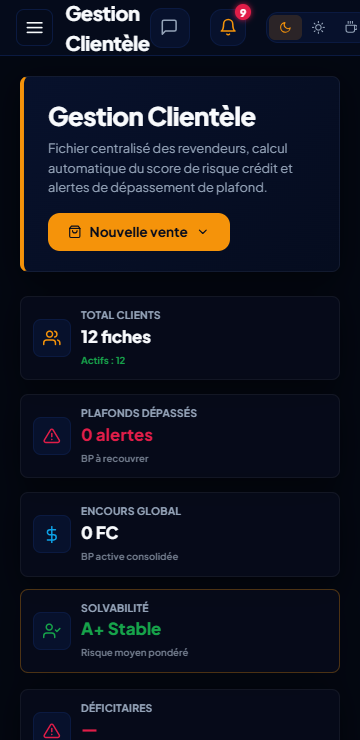 Gestion
Clientèle
9
Gestion Clientèle
Fichier centralisé des revendeurs, calcul
automatique du score de risque crédit et
alertes de dépassement de plafond.
Nouvelle vente
TOTAL CLIENTS
12 fiches
Actifs : 12
PLAFONDS DÉPASSÉS
0 alertes
BP à recouvrer
ENCOURS GLOBAL
0 FC
BP active consolidée
SOLVABILITÉ
A+ Stable
Risque moyen pondéré
DÉFICITAIRES
—